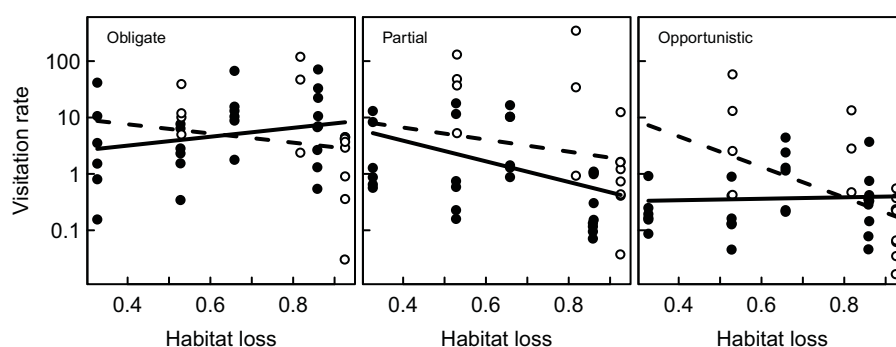 Obligate Partial Opportunistic
Visitation rate
100
10
1
0.1
0.4 0.6 0.8 0.4 0.6 0.8 0.4 0.6 0.8
Habitat loss Habitat loss Habitat loss